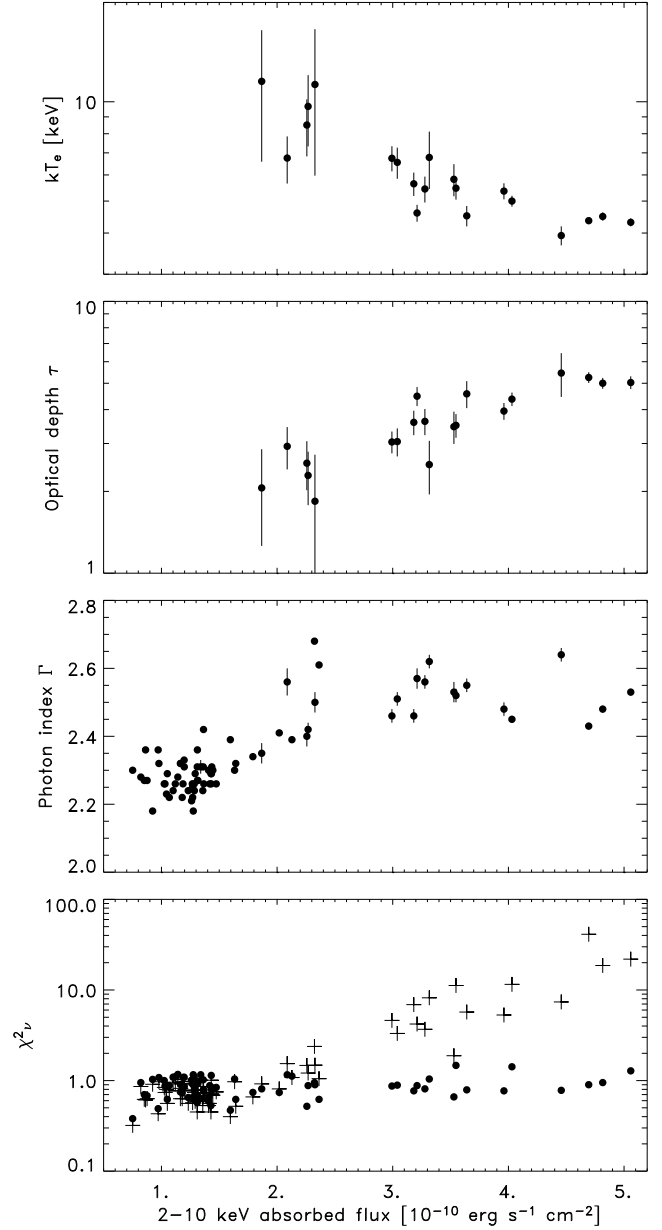 10
kTₑ [keV]
10
Optical depth τ
1
2.8
2.6
2.4
2.2
2.0
Photon index Γ
100.0
10.0
1.0
0.1
χ²ᵥ
1. 2. 3. 4. 5.
2−10 keV absorbed flux [10⁻¹⁰ erg s⁻¹ cm⁻²]